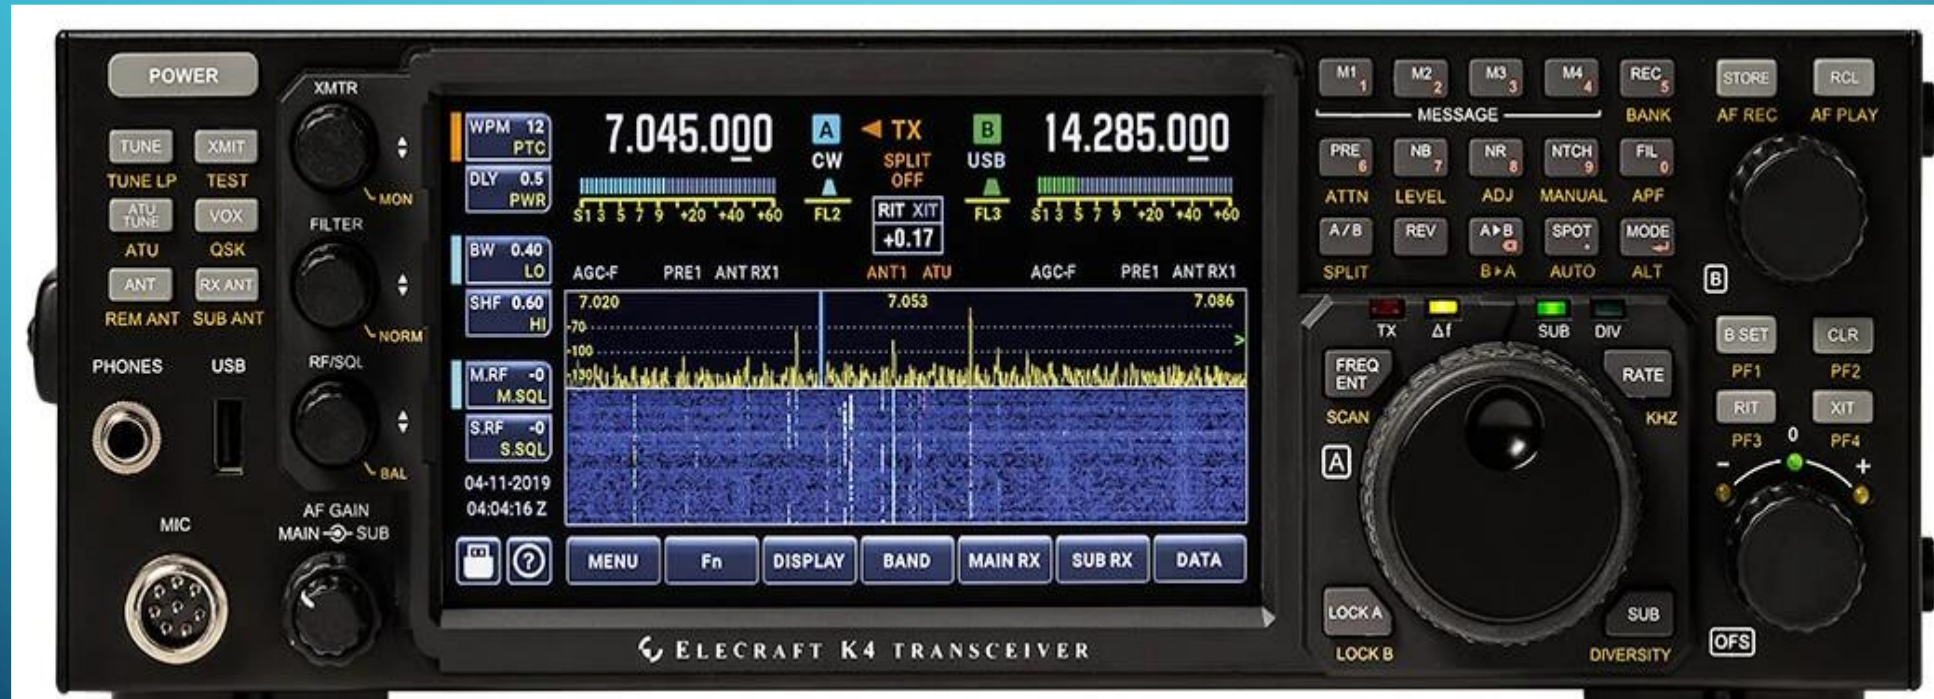 POWER
TUNE XMIT
TUNE LP TEST
ATU TUNE VOX
ATU QSK
ANT RX ANT
REM ANT SUB ANT
PHONES USB
MIC
XMTR
MON
FILTER
NORM
RF/SQL
BAL
AF GAIN
MAIN SUB
WPM 12
PTC
DLY 0.5
PWR
BW 0.40
LO
SHF 0.60
HI
M.RF -0
M.SQL
S.RF -0
S.SQL
04-11-2019
04:04:16 Z
7.045.000 A TX B 14.285.000
CW SPLIT OFF USB
S1 3 5 7 9 +20 +40 +60 FL2 RIT XIT FL3 S1 3 5 7 9 +20 +40 +60
+0.17
AGC-F PRE1 ANT RX1 ANT1 ATU AGC-F PRE1 ANT RX1
7.020 7.053 7.086
-70
-100
-130
MENU Fn DISPLAY BAND MAIN RX SUB RX DATA
ELECRAFT K4 TRANSCEIVER
M1 1 M2 2 M3 3 M4 4 REC 5
MESSAGE BANK
PRE 6 NB 7 NR 8 NTCH 9 FIL 0
ATTN LEVEL ADJ MANUAL APF
A/B REV A▸B SPOT . MODE
SPLIT B▸A AUTO ALT
TX Δf SUB DIV
FREQ ENT RATE
SCAN KHZ
A
LOCK A SUB
LOCK B DIVERSITY
STORE RCL
AF REC AF PLAY
B
B SET CLR
PF1 PF2
RIT XIT
PF3 0 PF4
- +
OFS